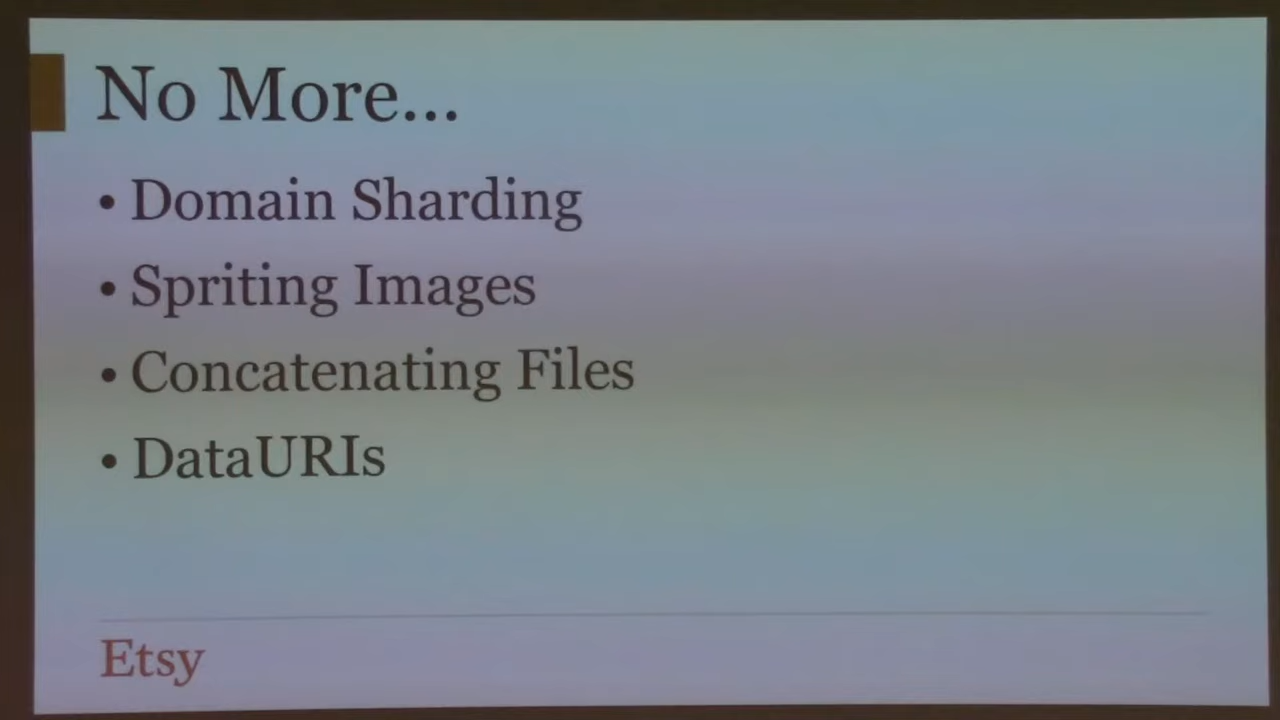 No More...
• Domain Sharding
• Spriting Images
• Concatenating Files
• DataURIs
Etsy